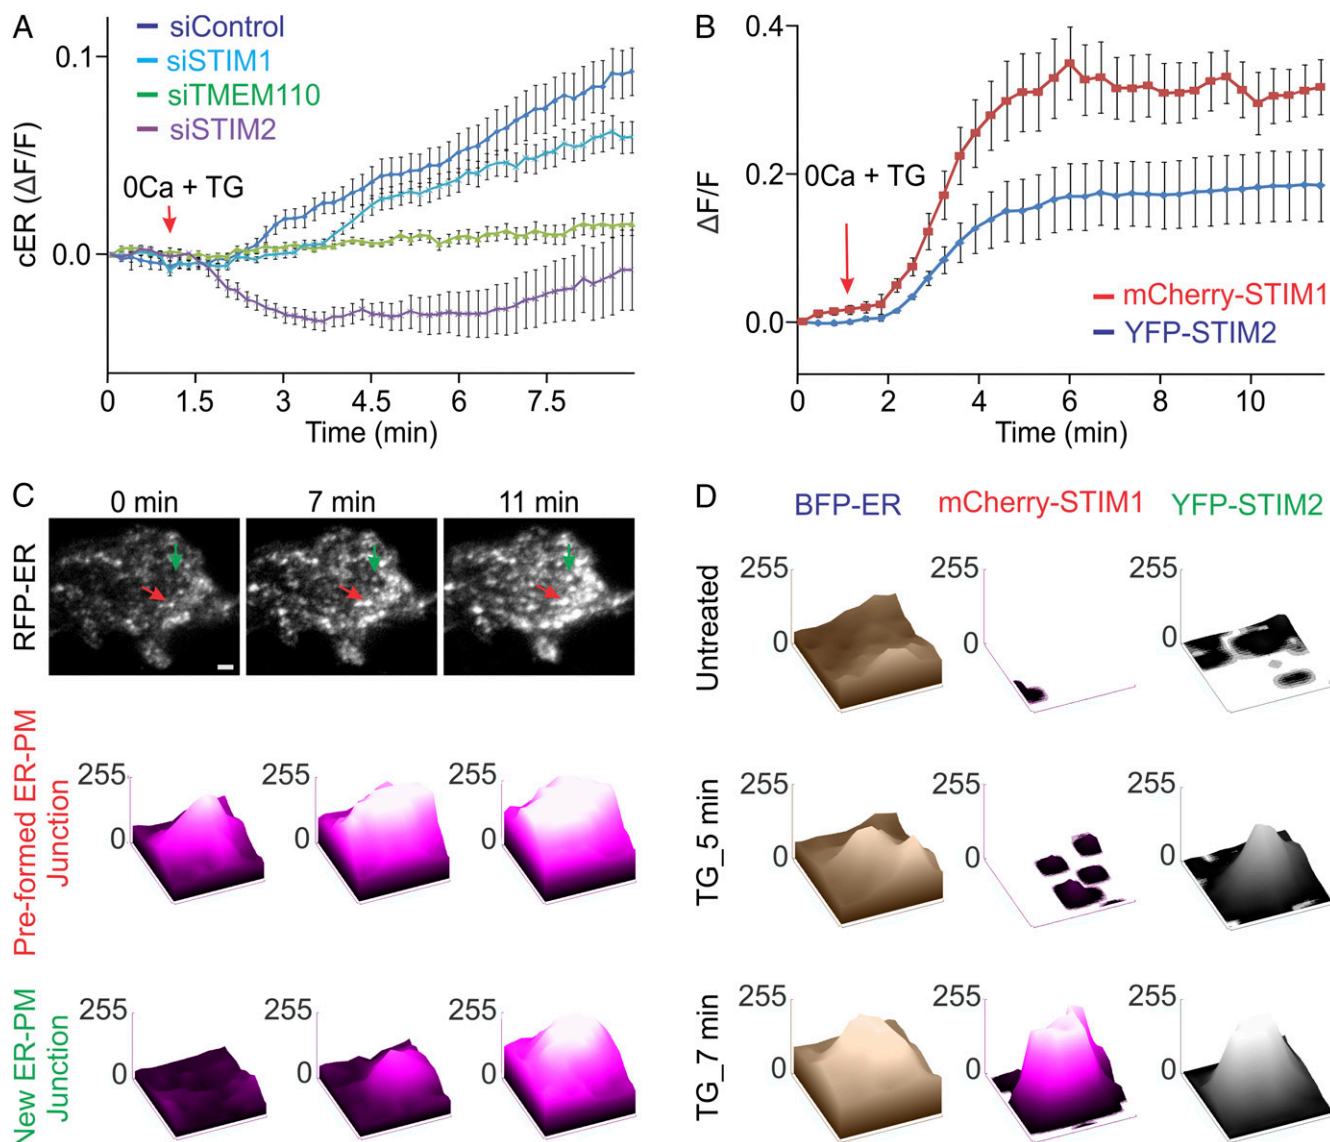 A
siControl
siSTIM1
siTMEM110
siSTIM2
0.1
0.0
cER (ΔF/F)
0Ca + TG
0 1.5 3 4.5 6 7.5
Time (min)
B
0.4
0.2
0.0
ΔF/F
0Ca + TG
mCherry-STIM1
YFP-STIM2
0 2 4 6 8 10
Time (min)
C
0 min 7 min 11 min
RFP-ER
Pre-formed ER-PM
Junction
255 255 255
0 0 0
New ER-PM
Junction
255 255 255
0 0 0
D
BFP-ER mCherry-STIM1 YFP-STIM2
Untreated
255 255 255
0 0 0
TG_5 min
255 255 255
0 0 0
TG_7 min
255 255 255
0 0 0